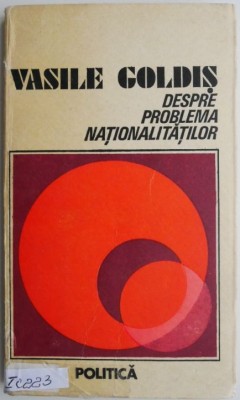 VASILE GOLDIȘ
DESPRE
PROBLEMA
NAȚIONALITĂȚILOR
POLITICĂ